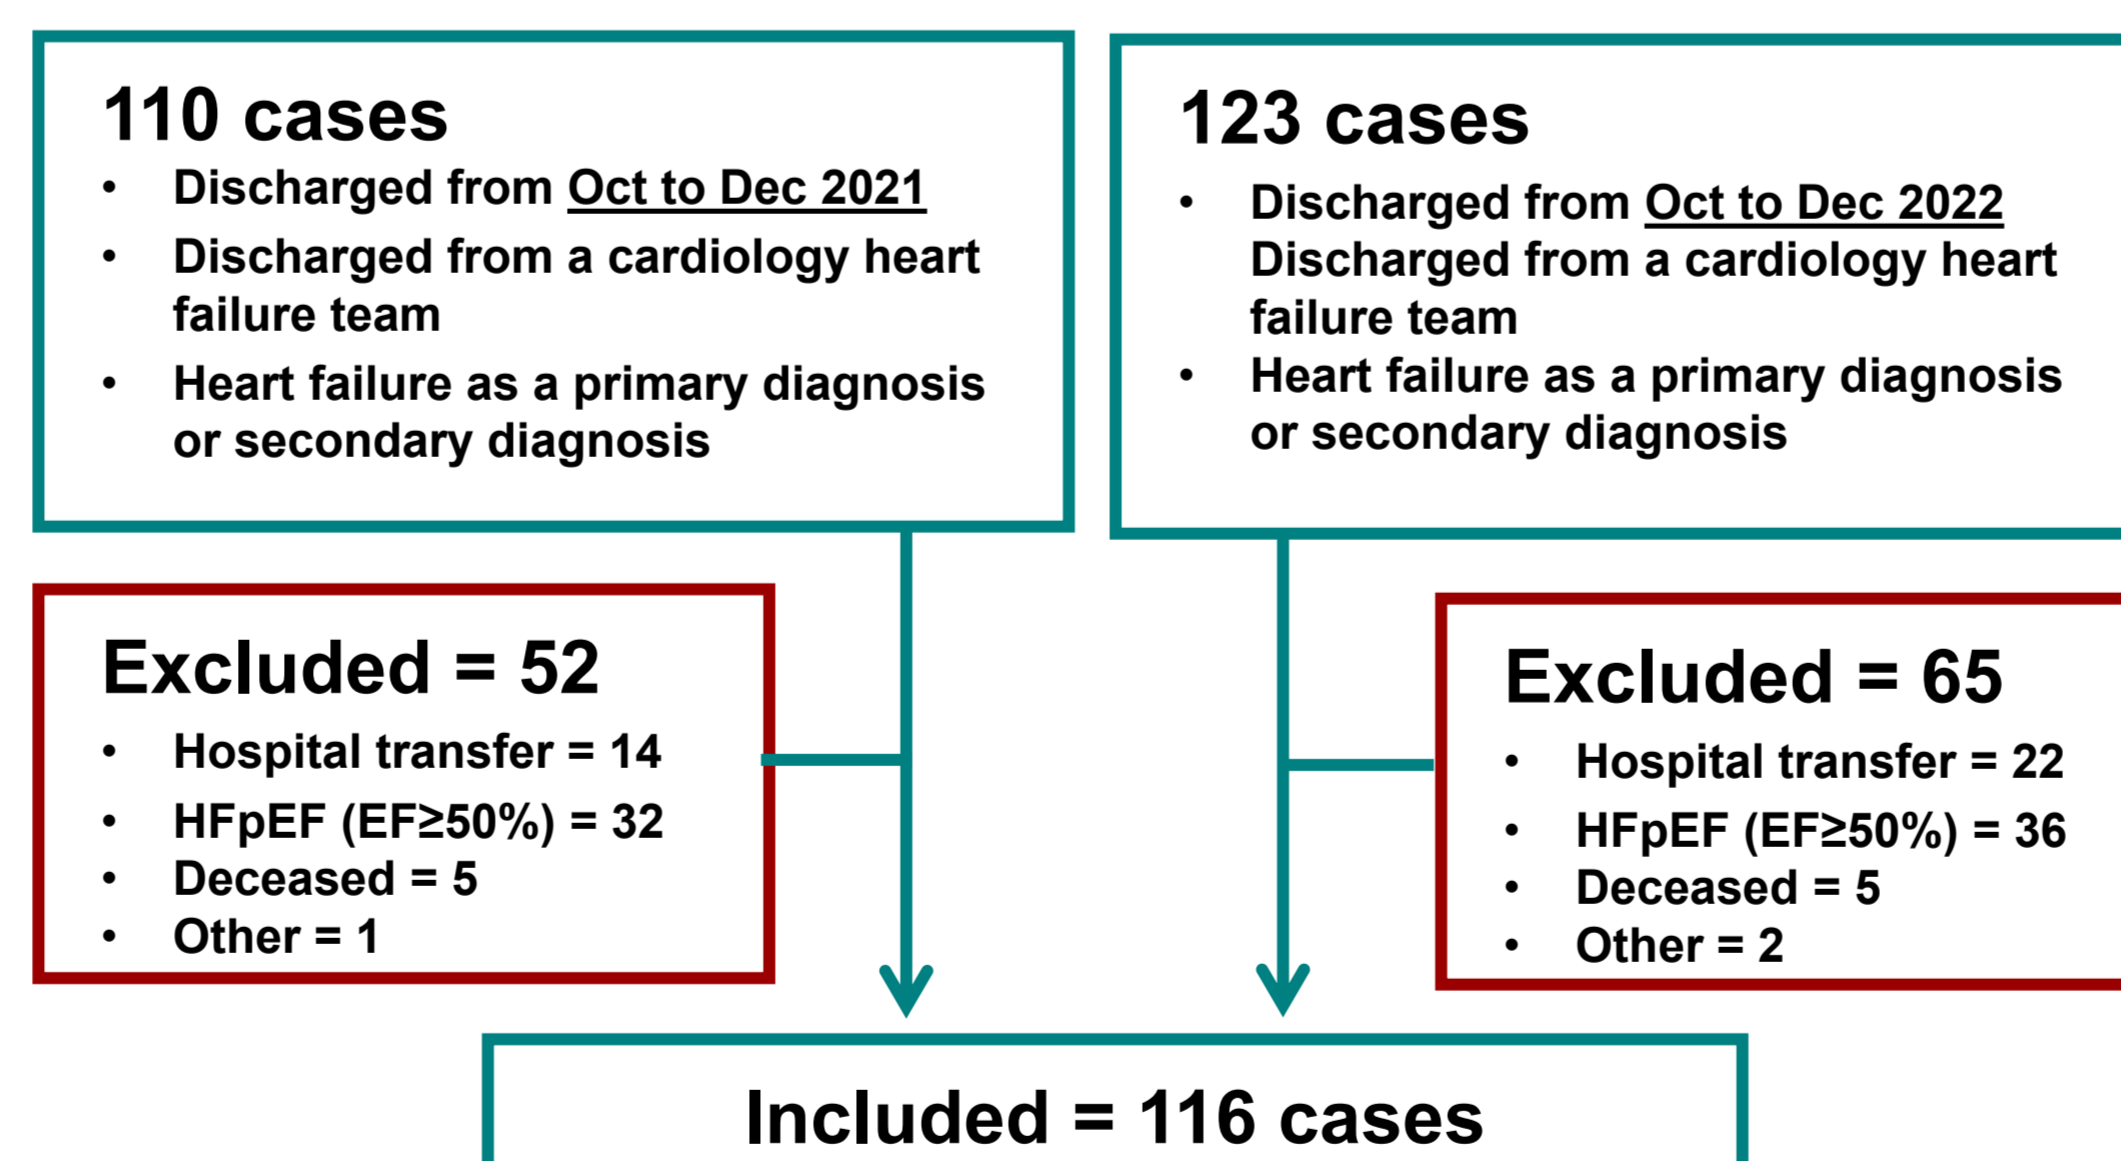 110 cases
• Discharged from Oct to Dec 2021
• Discharged from a cardiology heart
failure team
• Heart failure as a primary diagnosis
or secondary diagnosis
123 cases
• Discharged from Oct to Dec 2022
Discharged from a cardiology heart
failure team
• Heart failure as a primary diagnosis
or secondary diagnosis
Excluded = 52
• Hospital transfer = 14
• HFpEF (EF≥50%) = 32
• Deceased = 5
• Other = 1
Excluded = 65
• Hospital transfer = 22
• HFpEF (EF≥50%) = 36
• Deceased = 5
• Other = 2
Included = 116 cases